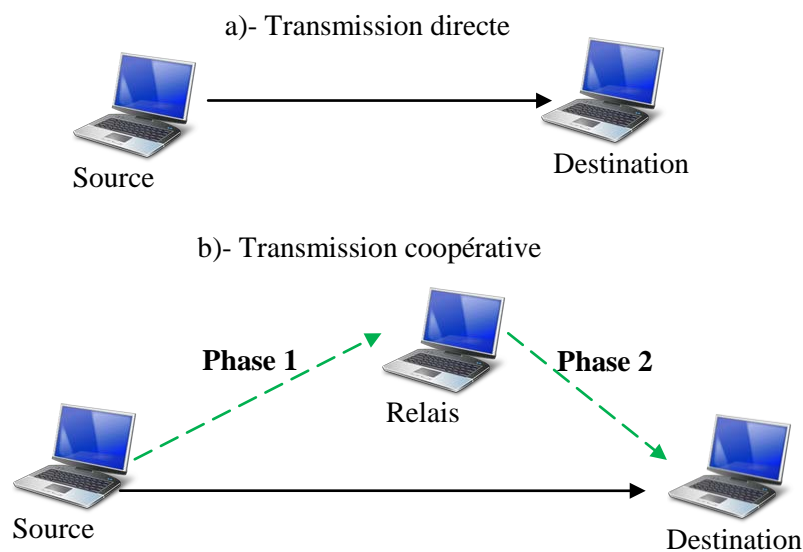 a)- Transmission directe
Source
Destination
b)- Transmission coopérative
Phase 1
Phase 2
Relais
Source
Destination